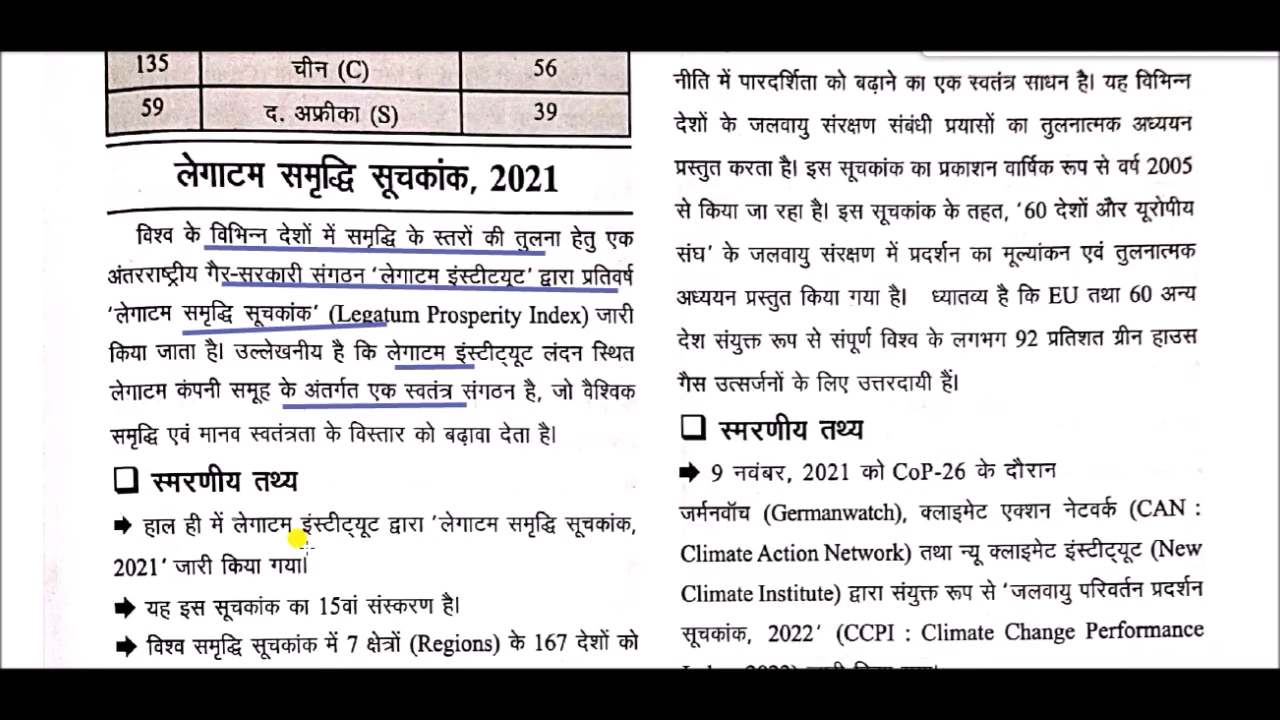 135 चीन (C) 56
59 द. अफ्रीका (S) 39
लेगाटम समृद्धि सूचकांक, 2021
विश्व के विभिन्न देशों में समृद्धि के स्तरों की तुलना हेतु एक
अंतरराष्ट्रीय गैर-सरकारी संगठन 'लेगाटम इंस्टीट्यूट' द्वारा प्रतिवर्ष
'लेगाटम समृद्धि सूचकांक' (Legatum Prosperity Index) जारी
किया जाता है। उल्लेखनीय है कि लेगाटम इंस्टीट्यूट लंदन स्थित
लेगाटम कंपनी समूह के अंतर्गत एक स्वतंत्र संगठन है, जो वैश्विक
समृद्धि एवं मानव स्वतंत्रता के विस्तार को बढ़ावा देता है।
❑ स्मरणीय तथ्य
➡ हाल ही में लेगाटम इंस्टीट्यूट द्वारा 'लेगाटम समृद्धि सूचकांक,
2021' जारी किया गया।
➡ यह इस सूचकांक का 15वां संस्करण है।
➡ विश्व समृद्धि सूचकांक में 7 क्षेत्रों (Regions) के 167 देशों को
नीति में पारदर्शिता को बढ़ाने का एक स्वतंत्र साधन है। यह विभिन्न
देशों के जलवायु संरक्षण संबंधी प्रयासों का तुलनात्मक अध्ययन
प्रस्तुत करता है। इस सूचकांक का प्रकाशन वार्षिक रूप से वर्ष 2005
से किया जा रहा है। इस सूचकांक के तहत, '60 देशों और यूरोपीय
संघ' के जलवायु संरक्षण में प्रदर्शन का मूल्यांकन एवं तुलनात्मक
अध्ययन प्रस्तुत किया गया है। ध्यातव्य है कि EU तथा 60 अन्य
देश संयुक्त रूप से संपूर्ण विश्व के लगभग 92 प्रतिशत ग्रीन हाउस
गैस उत्सर्जनों के लिए उत्तरदायी हैं।
❑ स्मरणीय तथ्य
➡ 9 नवंबर, 2021 को CoP-26 के दौरान
जर्मनवॉच (Germanwatch), क्लाइमेट एक्शन नेटवर्क (CAN :
Climate Action Network) तथा न्यू क्लाइमेट इंस्टीट्यूट (New
Climate Institute) द्वारा संयुक्त रूप से 'जलवायु परिवर्तन प्रदर्शन
सूचकांक, 2022' (CCPI : Climate Change Performance